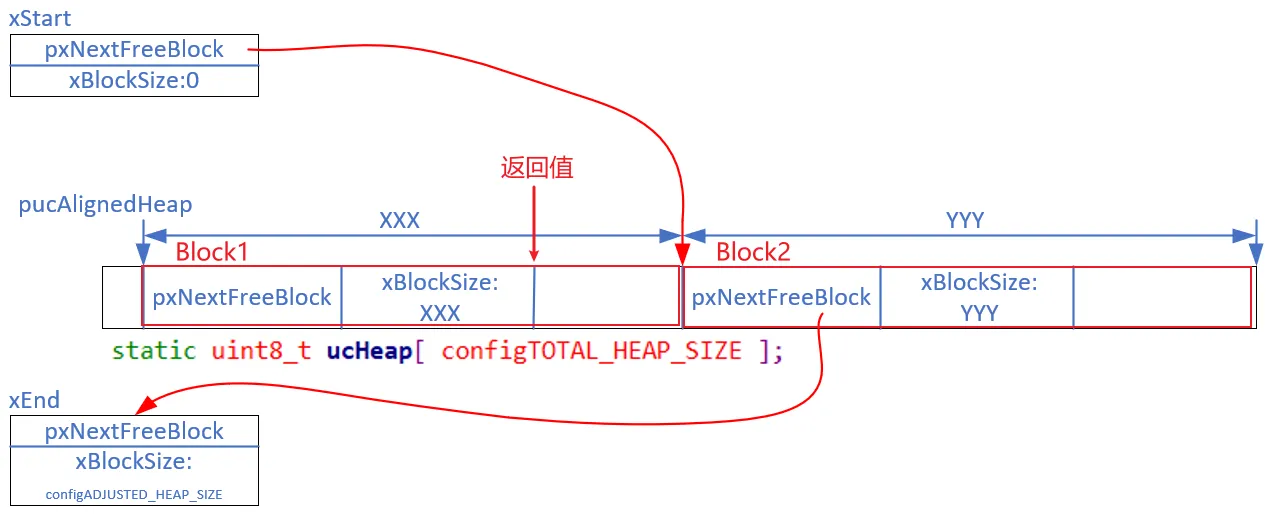 xStart
pxNextFreeBlock
xBlockSize:0
返回值
pucAlignedHeap
XXX
YYY
Block1
Block2
pxNextFreeBlock
xBlockSize:
XXX
pxNextFreeBlock
xBlockSize:
YYY
static uint8_t ucHeap[ configTOTAL_HEAP_SIZE ];
xEnd
pxNextFreeBlock
xBlockSize:
configADJUSTED_HEAP_SIZE